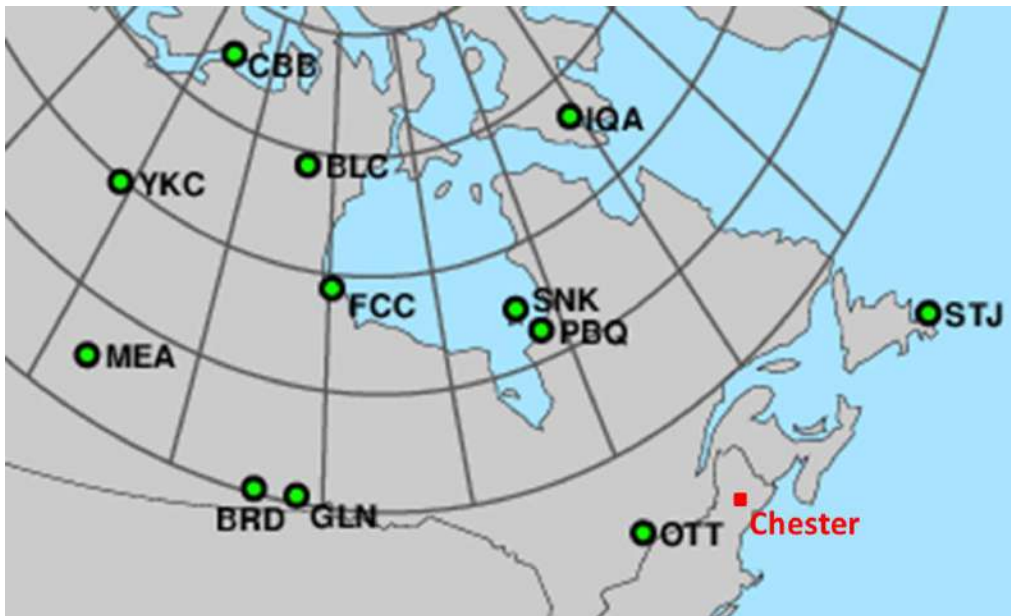 CBB
IQA
BLC
YKC
SNK
FCC
STJ
PBQ
MEA
BRD
GLN
Chester
OTT